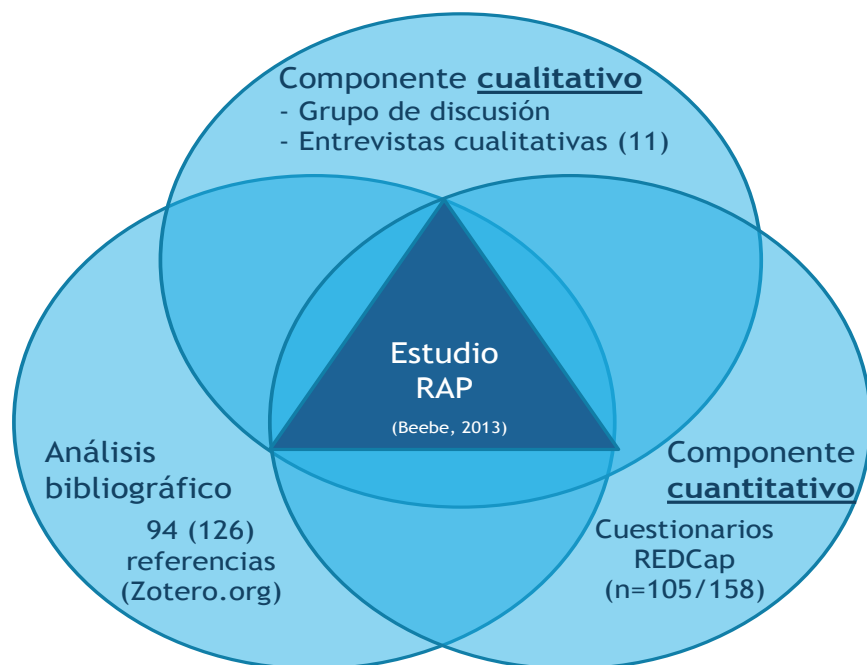 Componente cualitativo
- Grupo de discusión
- Entrevistas cualitativas (11)
Estudio
RAP
(Beebe, 2013)
Análisis
bibliográfico
94 (126)
referencias
(Zotero.org)
Componente
cuantitativo
Cuestionarios
REDCap
(n=105/158)